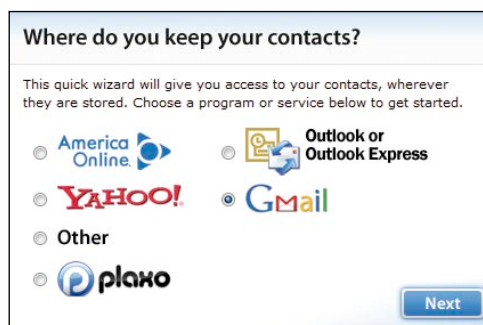 Where do you keep your contacts?
This quick wizard will give you access to your contacts, wherever
they are stored. Choose a program or service below to get started.
America
Online
Outlook or
Outlook Express
YAHOO!
GMail
Other
plaxo
Next